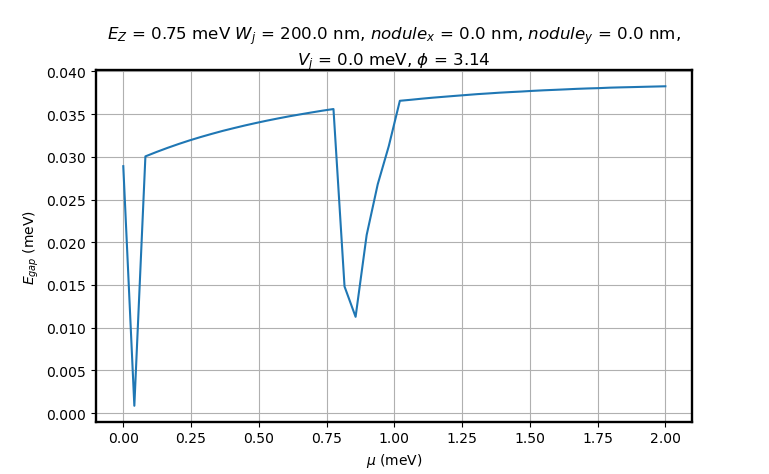 E_Z = 0.75 meV W_j = 200.0 nm, nodule_x = 0.0 nm, nodule_y = 0.0 nm,
V_j = 0.0 meV, ϕ = 3.14
0.040
0.035
0.030
0.025
0.020
0.015
0.010
0.005
0.000
E_gap (meV)
0.00 0.25 0.50 0.75 1.00 1.25 1.50 1.75 2.00
μ (meV)